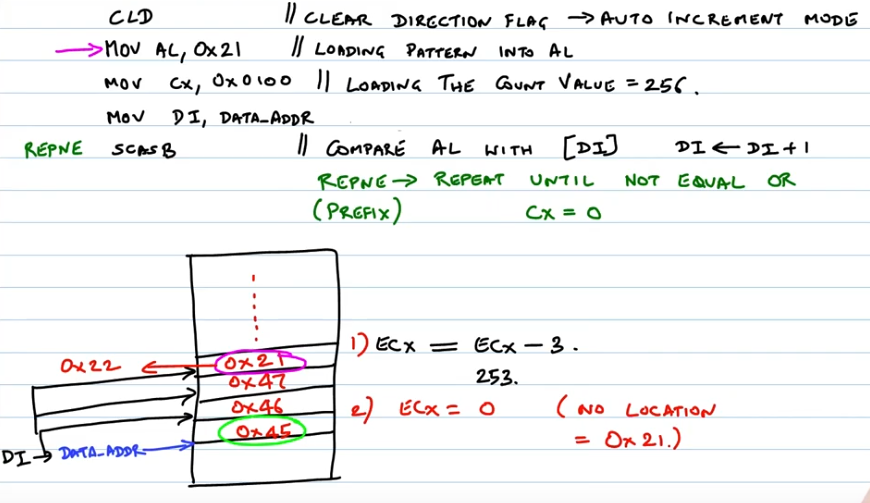 CLD // CLEAR DIRECTION FLAG → AUTO INCREMENT MODE
→ MOV AL, 0x21 // LOADING PATTERN INTO AL
MOV CX, 0x0100 // LOADING THE COUNT VALUE = 256.
MOV DI, DATA_ADDR
REPNE SCASB // COMPARE AL WITH [DI] DI ← DI + 1
REPNE → REPEAT UNTIL NOT EQUAL OR
(PREFIX) CX = 0
1) ECX = ECX - 3.
0x22 ← 0x21
0x47 253.
0x46 2) ECX = 0 (NO LOCATION
0x45 = 0x21.)
DI → DATA_ADDR →